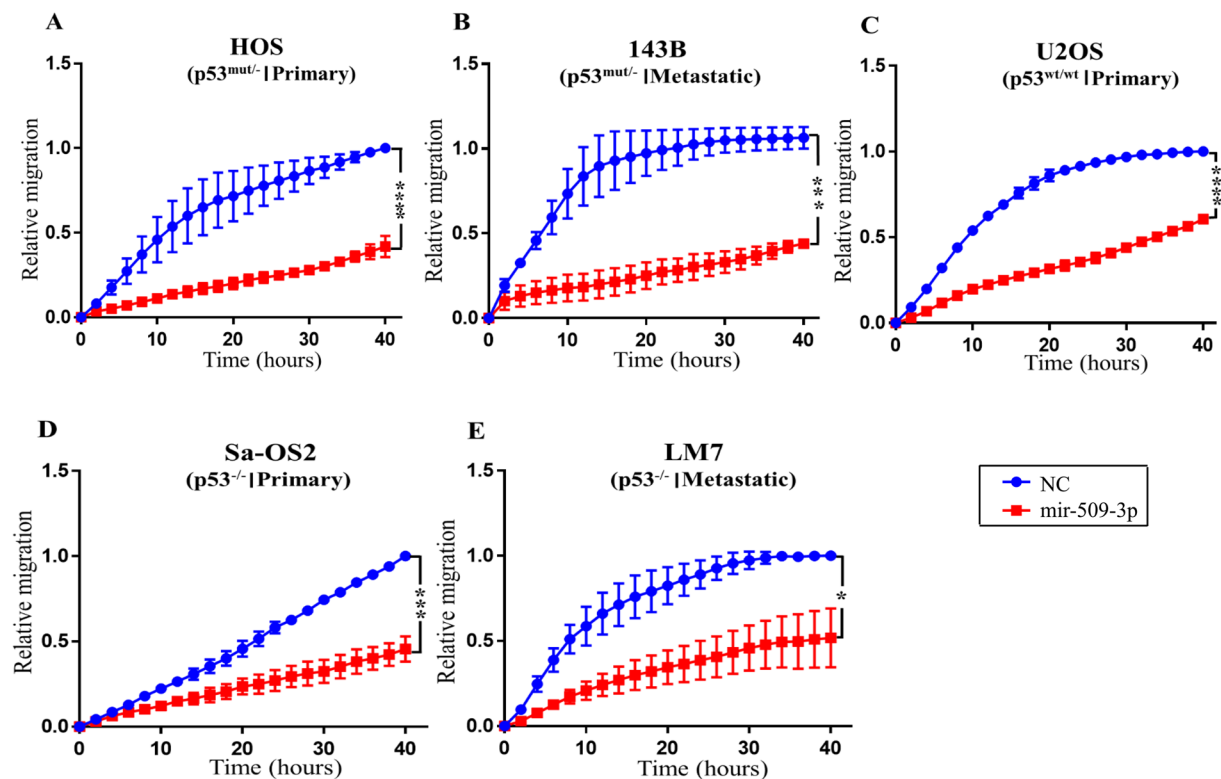 A
HOS
(p53mut/-|Primary)
Relative migration
1.5
1.0
0.5
0.0
0 10 20 30 40
Time (hours)
****
B
143B
(p53mut/- |Metastatic)
Relative migration
1.5
1.0
0.5
0.0
0 10 20 30 40
Time (hours)
***
C
U2OS
(p53wt/wt |Primary)
Relative migration
1.5
1.0
0.5
0.0
0 10 20 30 40
Time (hours)
****
D
Sa-OS2
(p53-/-|Primary)
Relative migration
1.5
1.0
0.5
0.0
0 10 20 30 40
Time (hours)
***
E
LM7
(p53-/- |Metastatic)
Relative migration
1.5
1.0
0.5
0.0
0 10 20 30 40
Time (hours)
*
NC
mir-509-3p